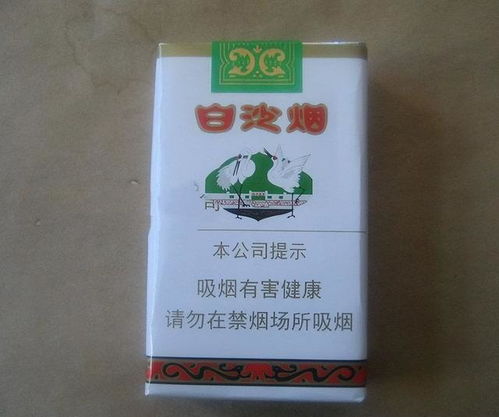 白沙烟
司
本公司提示
吸烟有害健康
请勿在禁烟场所吸烟